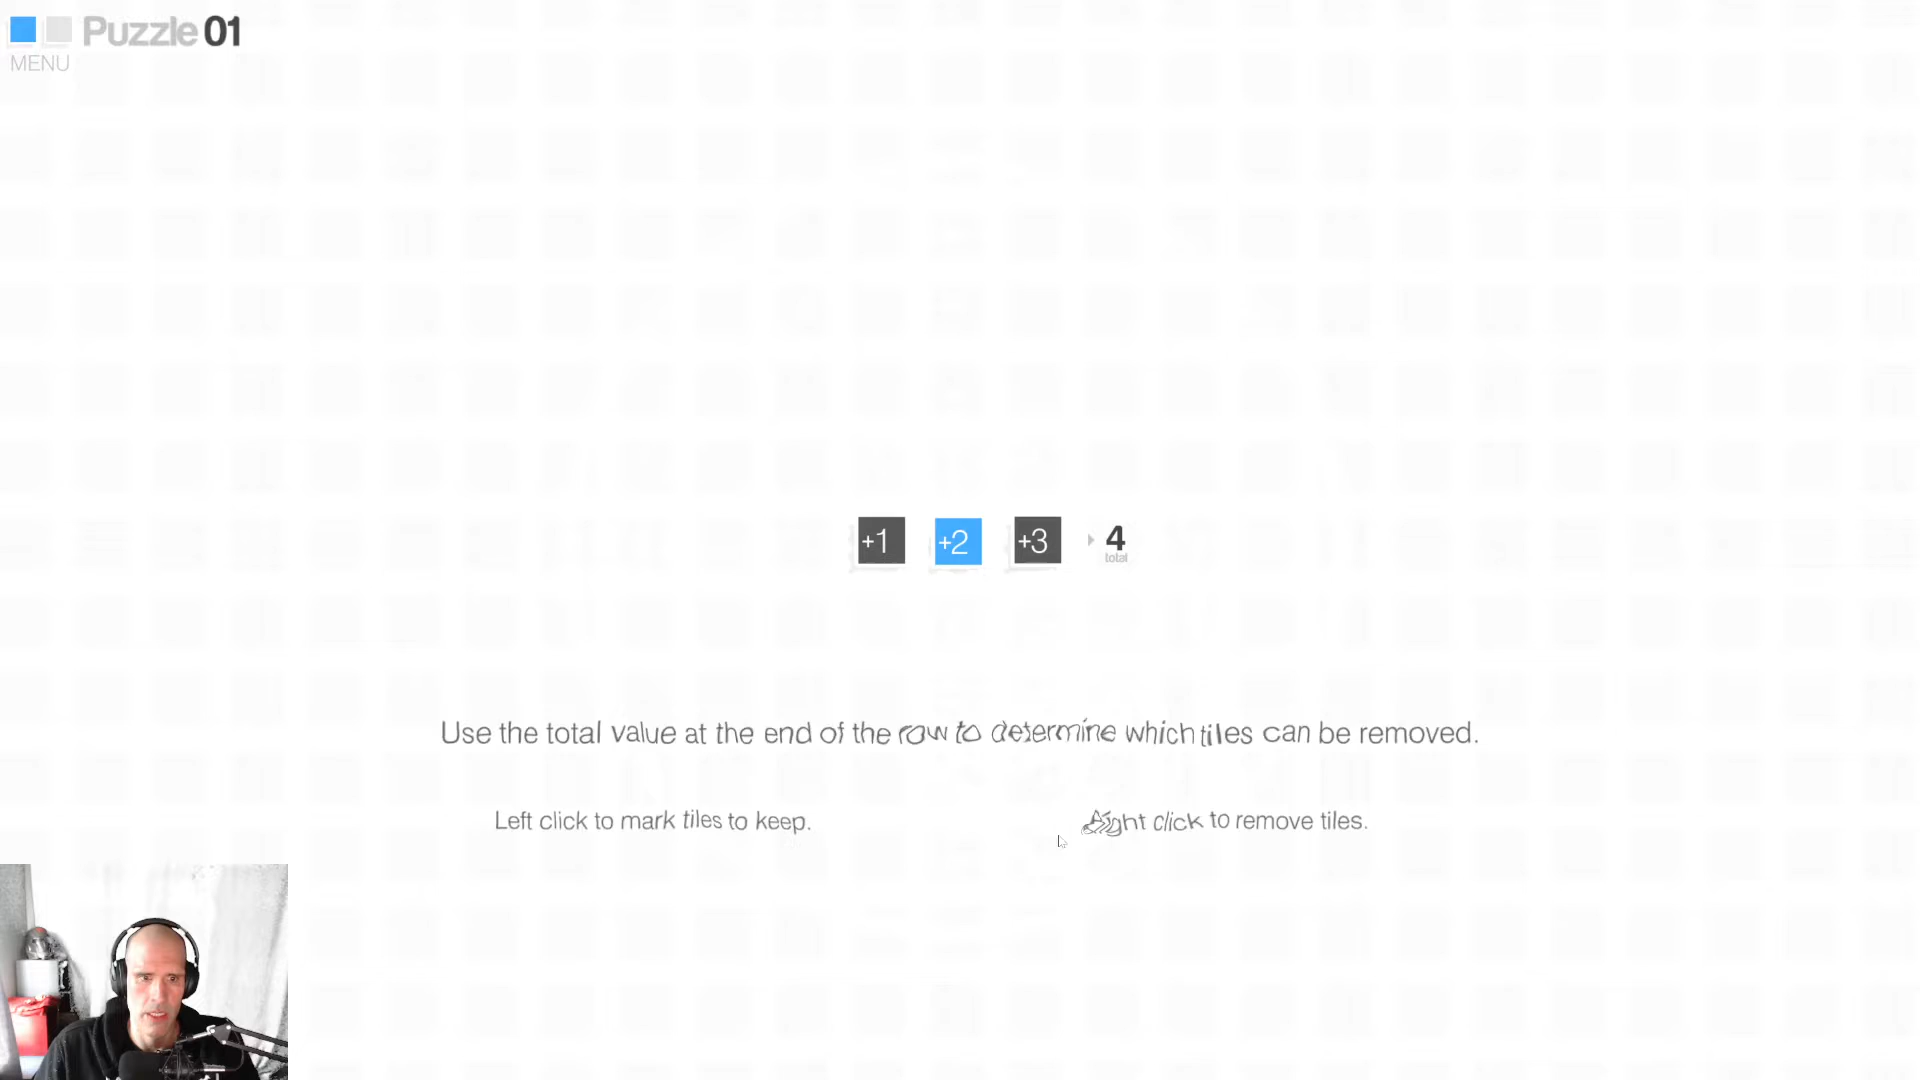 Puzzle 01
MENU
+1 +2 +3 4
total
Use the total value at the end of the row to determine which tiles can be removed.
Left click to mark tiles to keep. Right click to remove tiles.